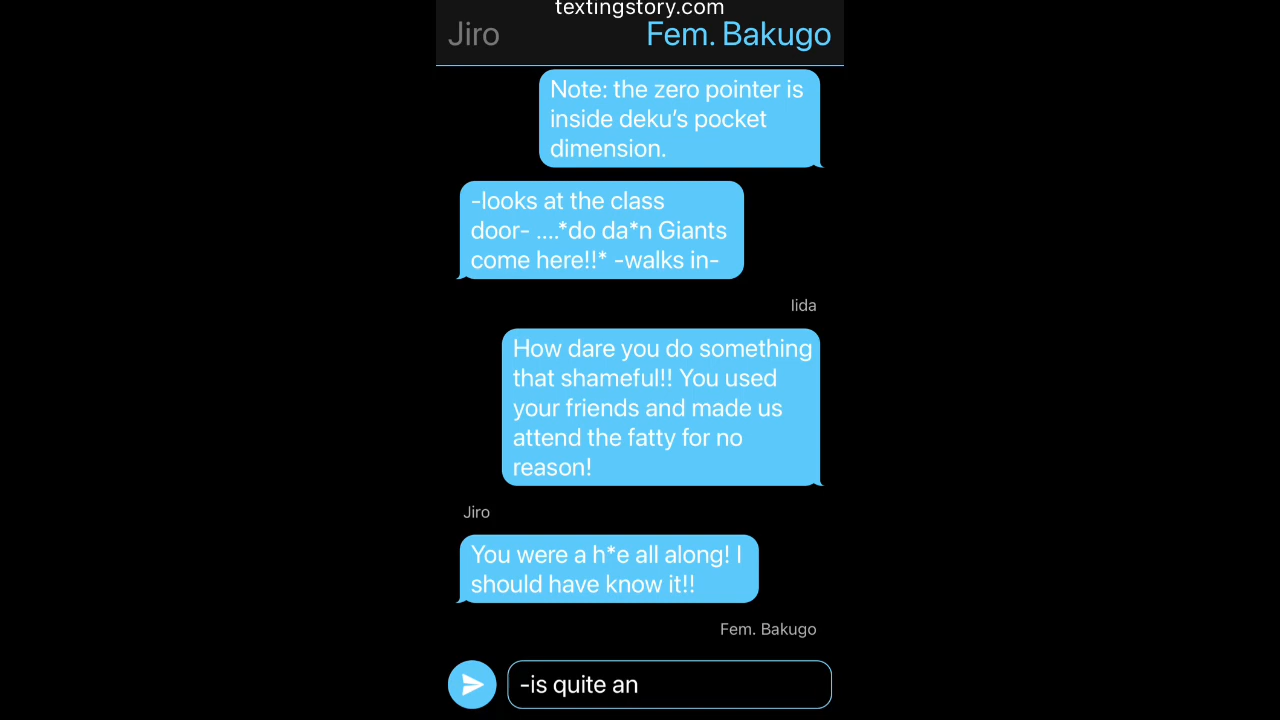 textingstory.com
Jiro
Fem. Bakugo
Note: the zero pointer is
inside deku's pocket
dimension.
-looks at the class
door- ....*do da*n Giants
come here!!* -walks in-
Iida
How dare you do something
that shameful!! You used
your friends and made us
attend the fatty for no
reason!
Jiro
You were a h*e all along! I
should have know it!!
Fem. Bakugo
-is quite an